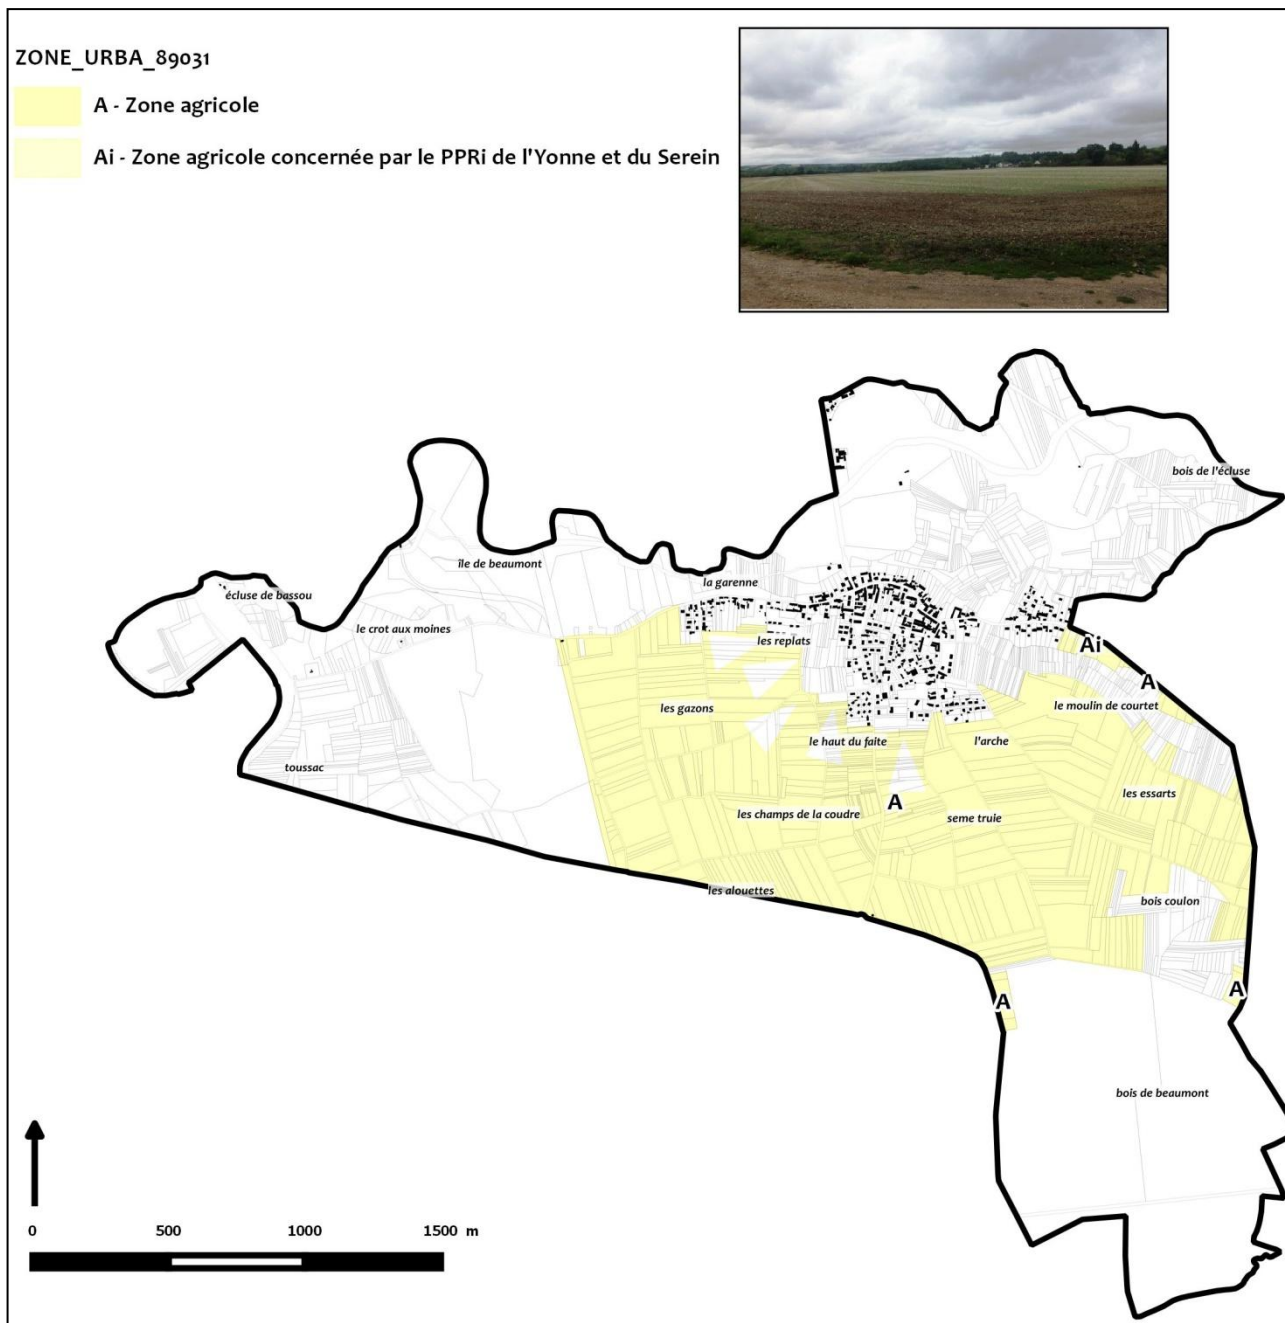 ZONE_URBA_89031
A - Zone agricole
Ai - Zone agricole concernée par le PPRi de l'Yonne et du Serein
bois de l'écluse
île de beaumont
la garenne
écluse de bassou
le crot aux moines
les replats
Ai
A
les gazons
le moulin de courtet
le haut du faite
l'arche
toussac
les essarts
A
les champs de la coudre
seme truie
les alouettes
bois coulon
A
A
bois de beaumont
0 500 1000 1500 m